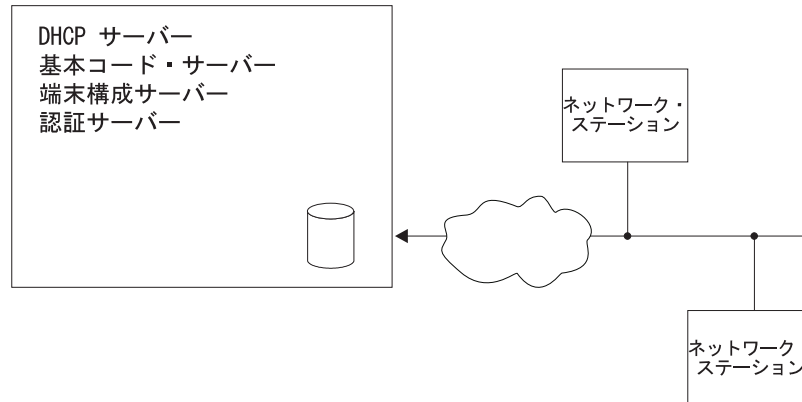 DHCP サーバー
基本コード・サーバー
端末構成サーバー
認証サーバー
ネットワーク・
ステーション
ネットワーク
ステーション